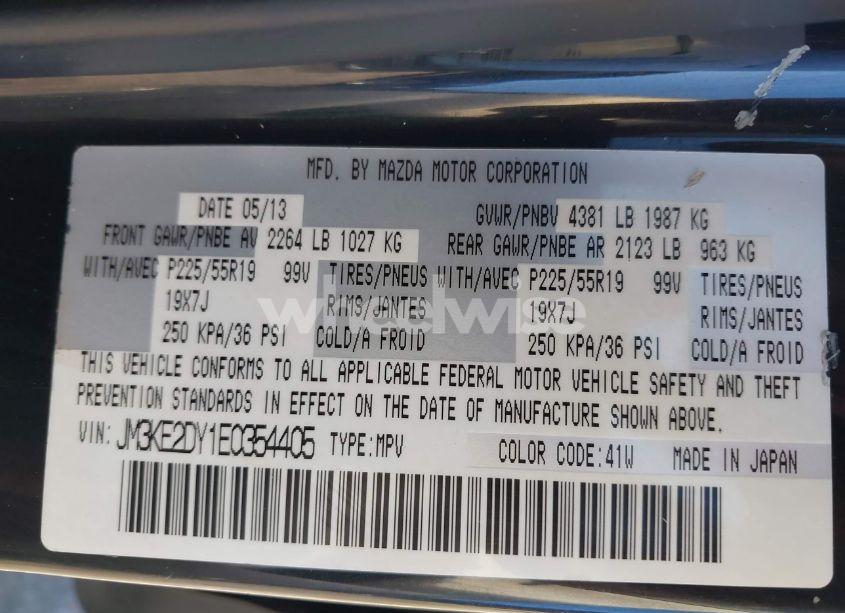 MFD. BY MAZDA MOTOR CORPORATION
DATE 05/13 GVWR/PNBV 4381 LB 1987 KG
FRONT GAWR/PNBE AV 2264 LB 1027 KG REAR GAWR/PNBE AR 2123 LB 963 KG
WITH/AVEC P225/55R19 99V TIRES/PNEUS WITH/AVEC P225/55R19 99V TIRES/PNEUS
19X7J RIMS/JANTES 19X7J RIMS/JANTES
250 KPA/36 PSI COLD/A FROID 250 KPA/36 PSI COLD/A FROID
wheelwise
THIS VEHICLE CONFORMS TO ALL APPLICABLE FEDERAL MOTOR VEHICLE SAFETY AND THEFT
PREVENTION STANDARDS IN EFFECT ON THE DATE OF MANUFACTURE SHOWN ABOVE.
VIN: JM3KE2DY1E0354405 TYPE:MPV COLOR CODE:41W MADE IN JAPAN